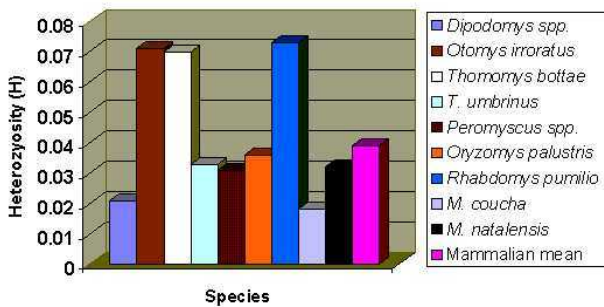 0.08
0.07
0.06
0.05
0.04
0.03
0.02
0.01
0
Heterozyosity (H)
Species
Dipodomys spp.
Otomys irroratus
Thomomys bottae
T. umbrinus
Peromyscus spp.
Oryzomys palustris
Rhabdomys pumilio
M. coucha
M. natalensis
Mammalian mean